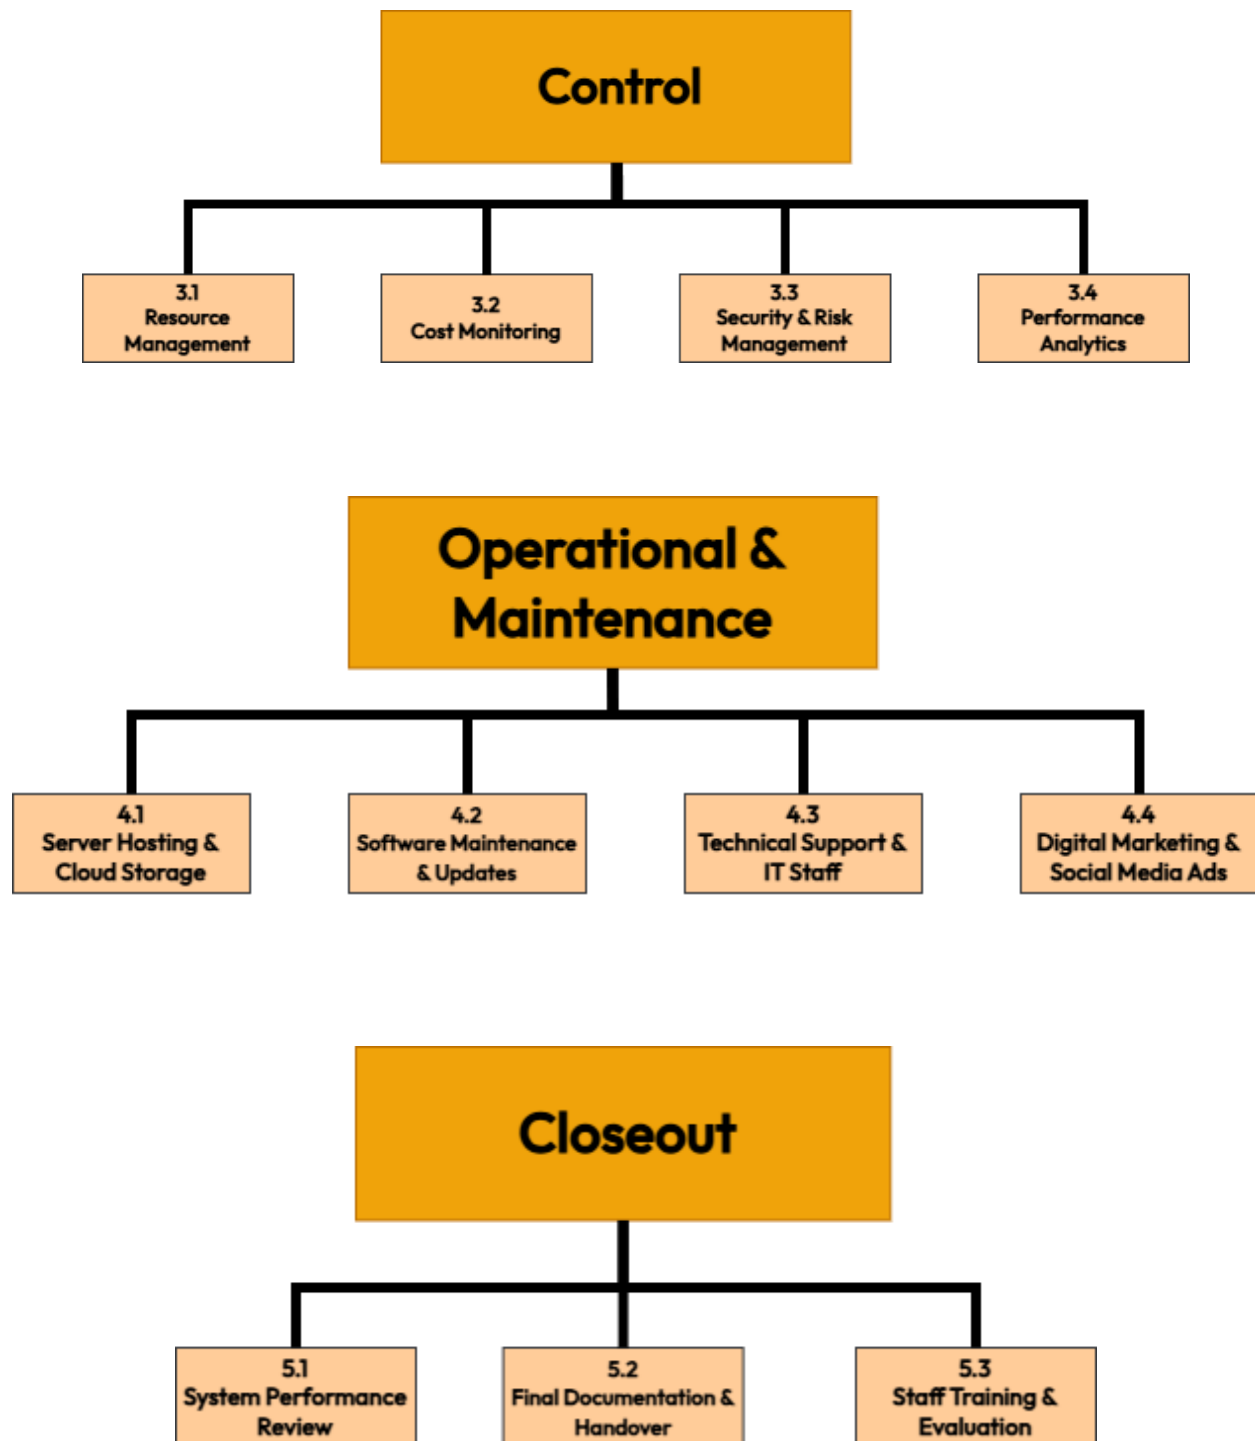 Control
3.1
Resource
Management
3.2
Cost Monitoring
3.3
Security & Risk
Management
3.4
Performance
Analytics
Operational &
Maintenance
4.1
Server Hosting &
Cloud Storage
4.2
Software Maintenance
& Updates
4.3
Technical Support &
IT Staff
4.4
Digital Marketing &
Social Media Ads
Closeout
5.1
System Performance
Review
5.2
Final Documentation &
Handover
5.3
Staff Training &
Evaluation